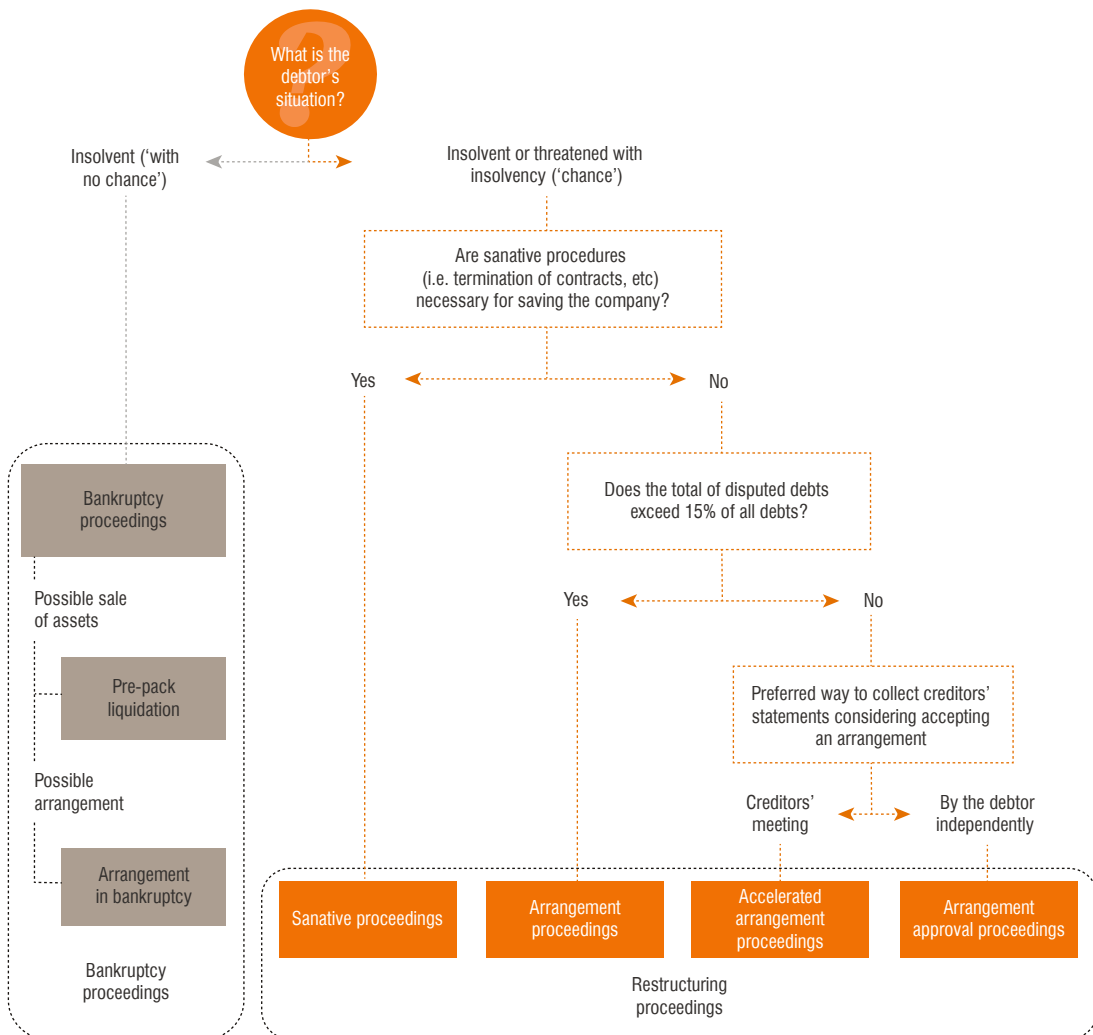 What is the
debtor's
situation?
Insolvent (‘with
no chance’)
Insolvent or threatened with
insolvency (‘chance’)
Are sanative procedures
(i.e. termination of contracts, etc)
necessary for saving the company?
Yes
No
Does the total of disputed debts
exceed 15% of all debts?
Yes
No
Preferred way to collect creditors’
statements considering accepting
an arrangement
Creditors’
meeting
By the debtor
independently
Bankruptcy
proceedings
Possible sale
of assets
Pre-pack
liquidation
Possible
arrangement
Arrangement
in bankruptcy
Bankruptcy
proceedings
Sanative proceedings
Arrangement
proceedings
Accelerated
arrangement
proceedings
Arrangement
approval proceedings
Restructuring
proceedings